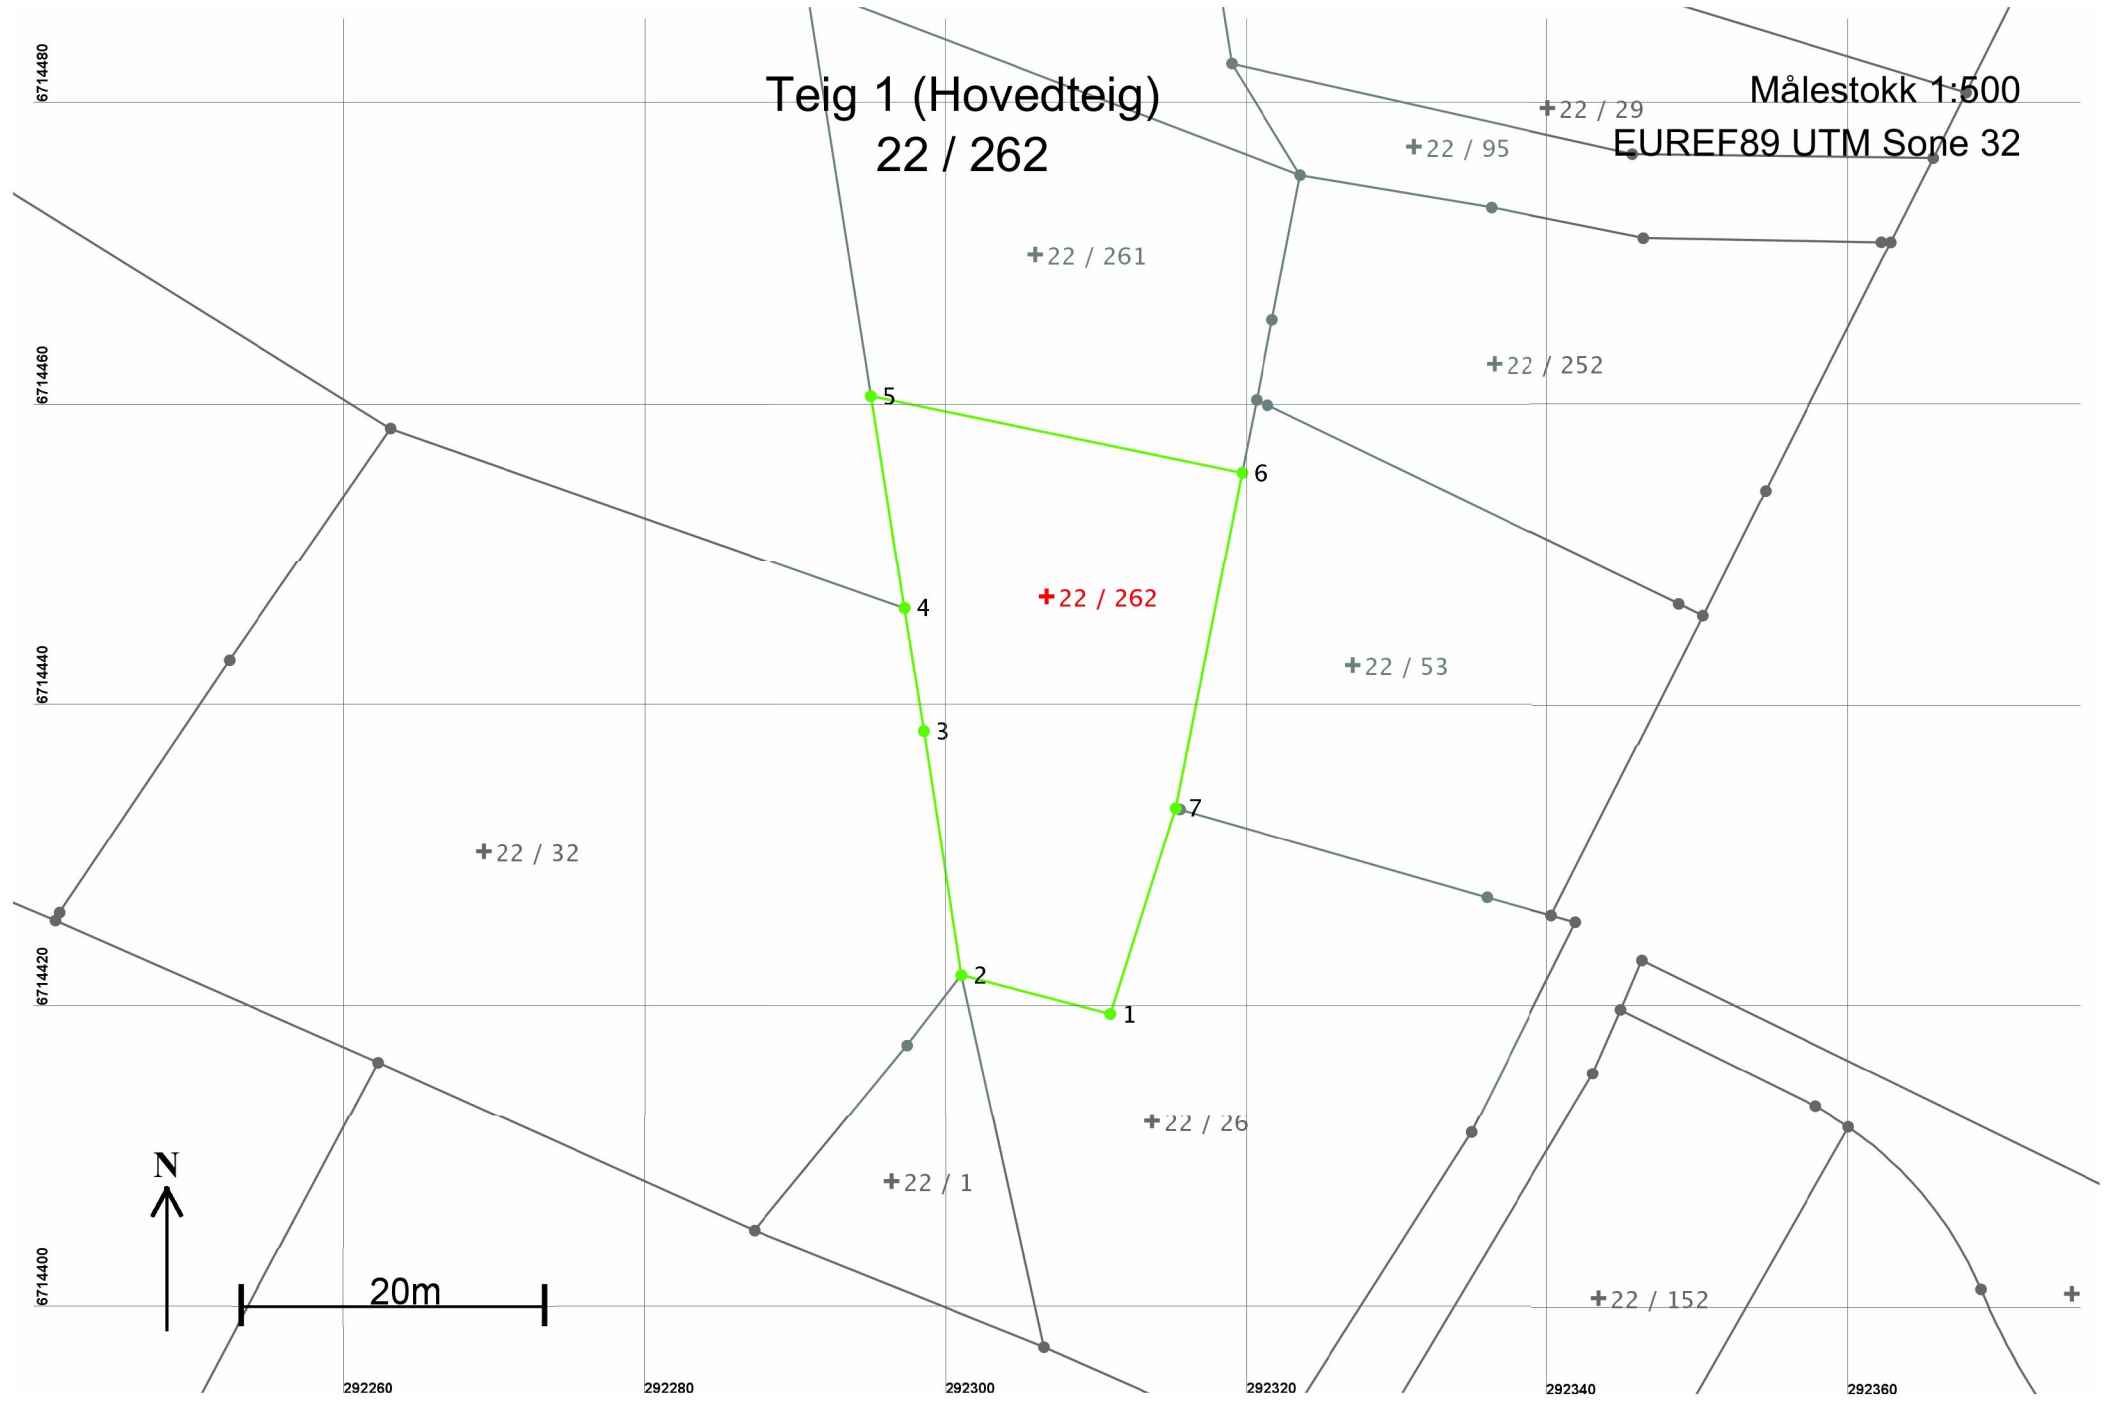 Teig 1 (Hovedteig)
22 / 262
Målestokk 1:500
EUREF89 UTM Sone 32
6714480
22 / 29
22 / 95
22 / 261
6714460
22 / 252
5
6
22 / 262
4
6714440
22 / 53
3
7
22 / 32
6714420
2
1
22 / 26
N
22 / 1
6714400
20m
22 / 152
292260
292280
292300
292320
292340
292360